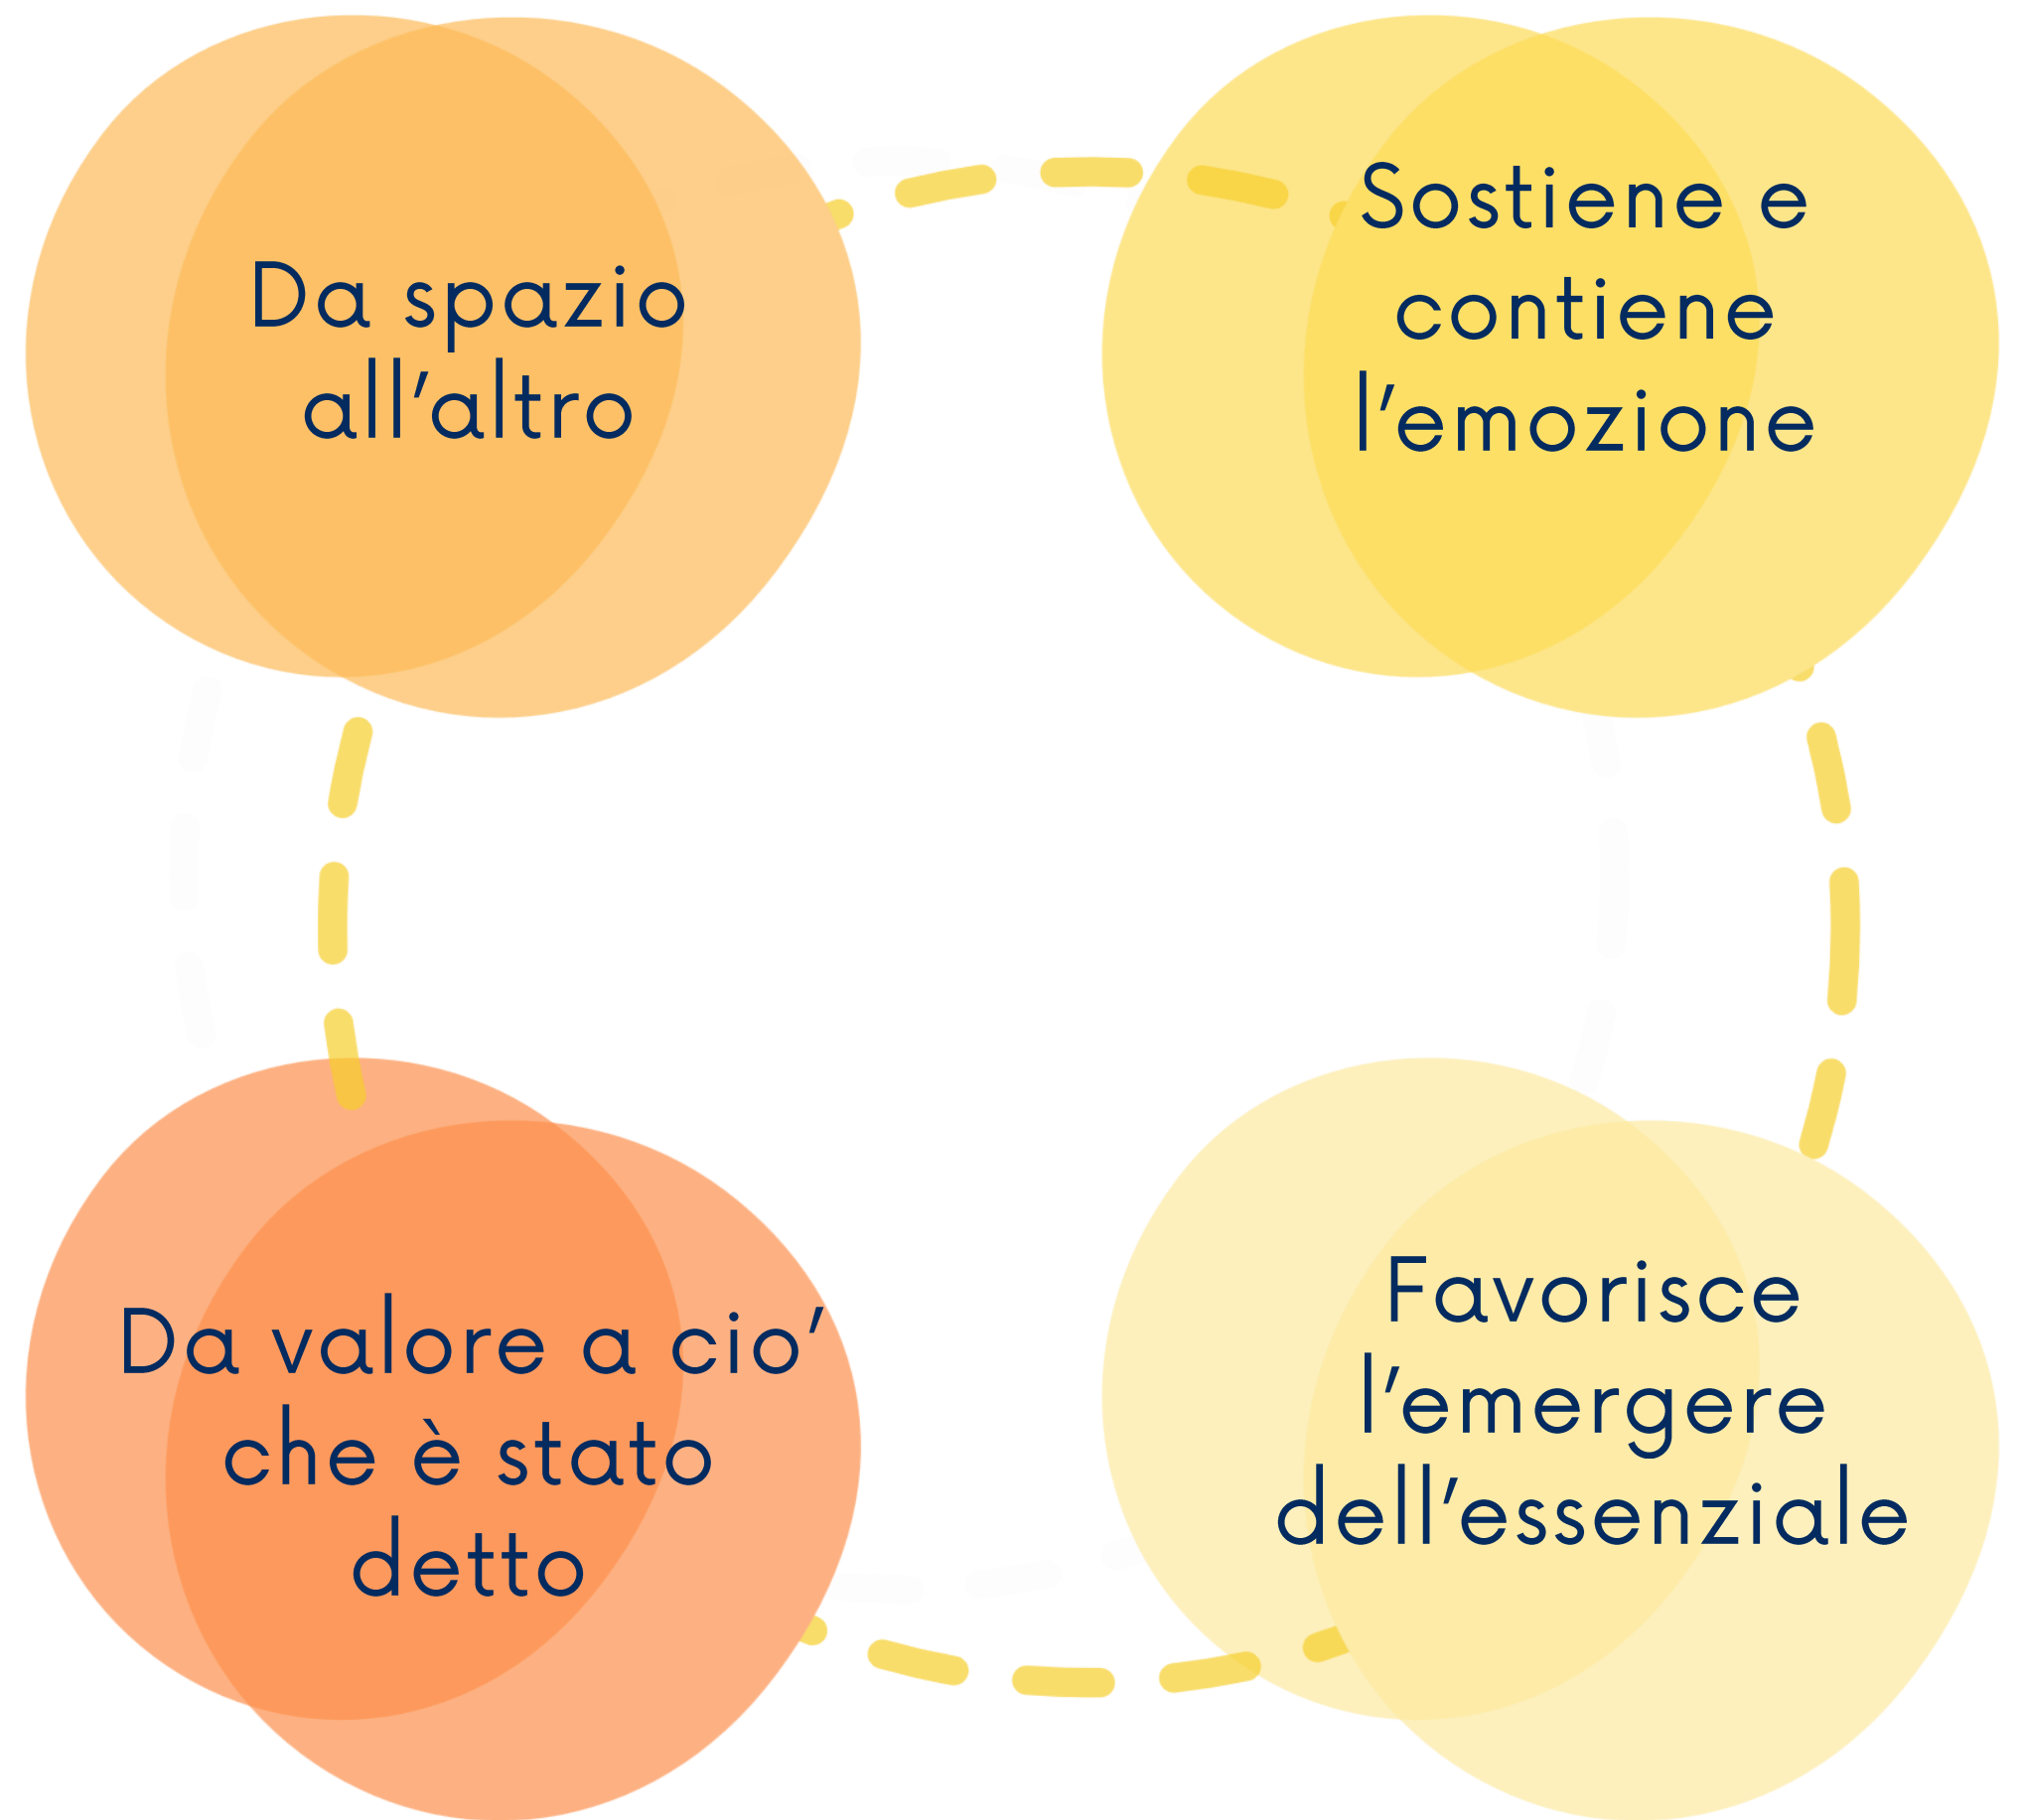 Da spazio
all'altro
Sostiene e
contiene
l'emozione
Da valore a cio'
che è stato
detto
Favorisce
l'emergere
dell'essenziale